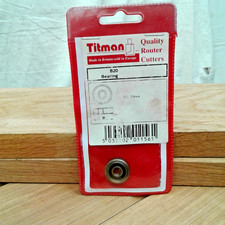 Titman
Made in Britain-sold in Europe
Quality
Router
Cutters
B20
Bearing